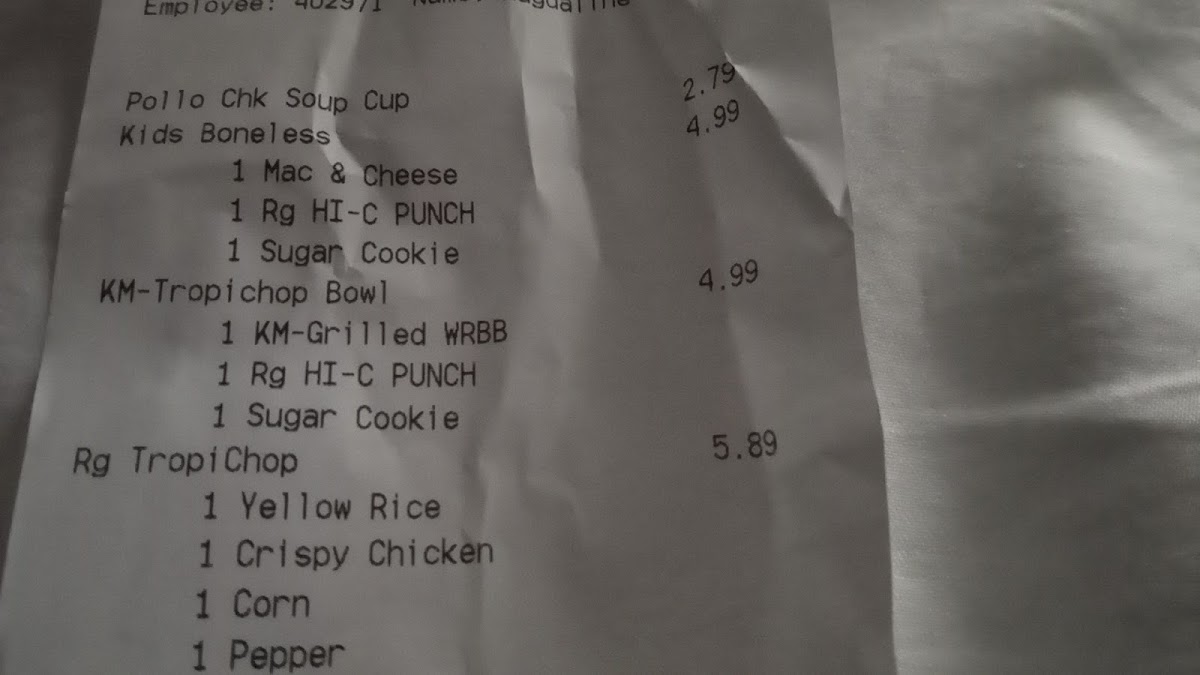 Employee: 402971
Pollo Chk Soup Cup 2.79
Kids Boneless 4.99
1 Mac & Cheese
1 Rg HI-C PUNCH
1 Sugar Cookie
KM-Tropichop Bowl 4.99
1 KM-Grilled WRBB
1 Rg HI-C PUNCH
1 Sugar Cookie
Rg TropiChop 5.89
1 Yellow Rice
1 Crispy Chicken
1 Corn
1 Pepper